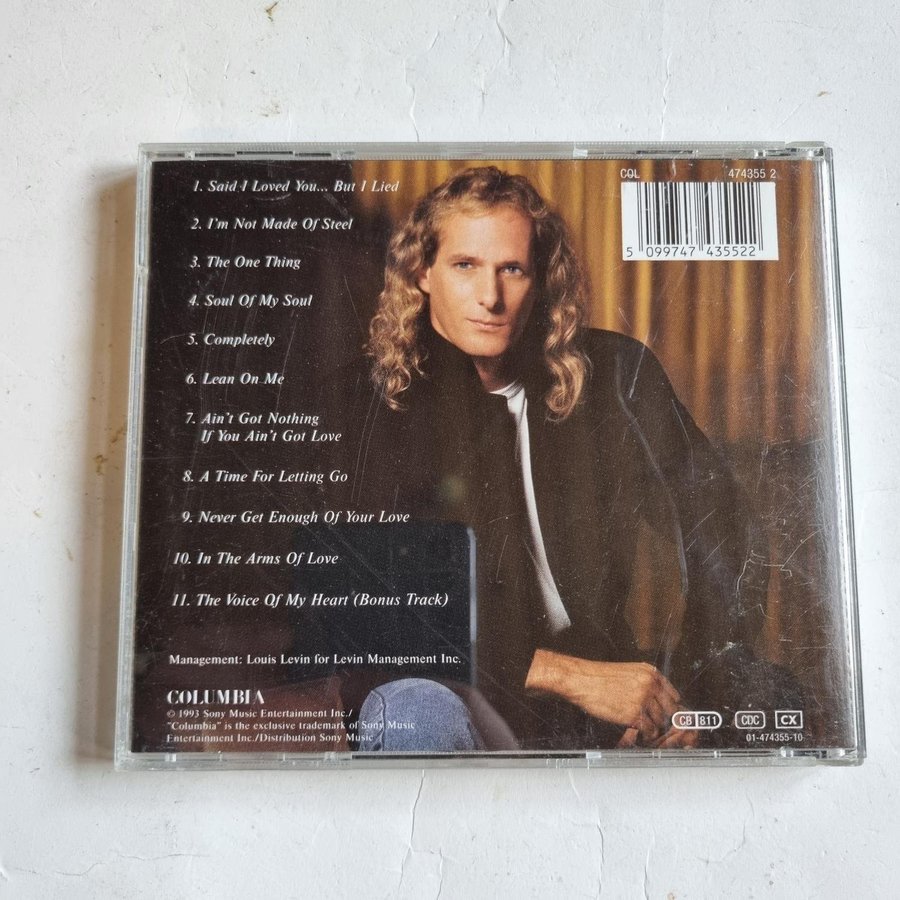 1. Said I Loved You... But I Lied
2. I'm Not Made Of Steel
3. The One Thing
4. Soul Of My Soul
5. Completely
6. Lean On Me
7. Ain't Got Nothing
If You Ain't Got Love
8. A Time For Letting Go
9. Never Get Enough Of Your Love
10. In The Arms Of Love
11. The Voice Of My Heart (Bonus Track)
Management: Louis Levin for Levin Management Inc.
COLUMBIA
© 1993 Sony Music Entertainment Inc./
"Columbia" is the exclusive trademark of Sony Music
Entertainment Inc./Distribution Sony Music
COL 474355 2
5 099747 435522
CB 811 CDC CX
01-474355-10